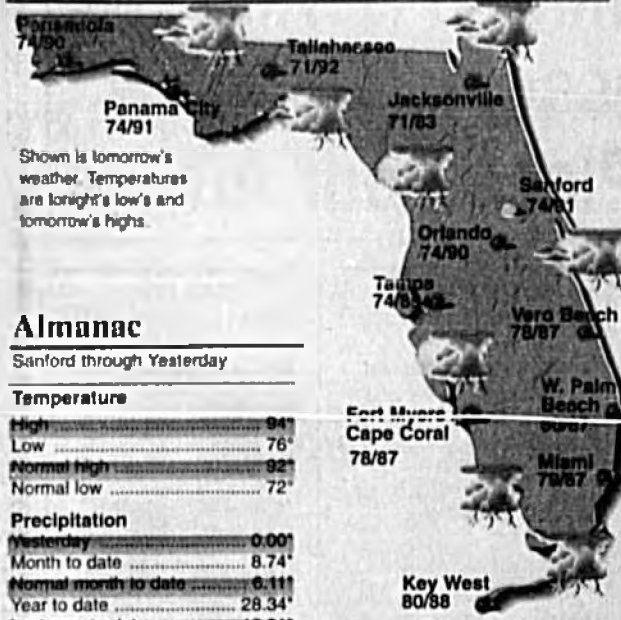 Pensacola
74/90
Tallahassee
71/92
Panama City
74/91
Jacksonville
71/83
Shown is tomorrow's
weather. Temperatures
are tonight's low's and
tomorrow's highs.
Sanford
74/91
Orlando
74/90
Tampa
Vero Beach
78/87
W. Palm
Beach
Fort Myers
Cape Coral
78/87
Miami
79/87
Key West
80/88
Almanac
Sanford through Yesterday
Temperature
High ........................ 94°
Low ........................ 76°
Normal high ........................ 92°
Normal low ........................ 72°
Precipitation
Yesterday ........................ 0.00"
Month to date ........................ 8.74"
Normal month to date ........... 6.11"
Year to date ........................ 28.34"